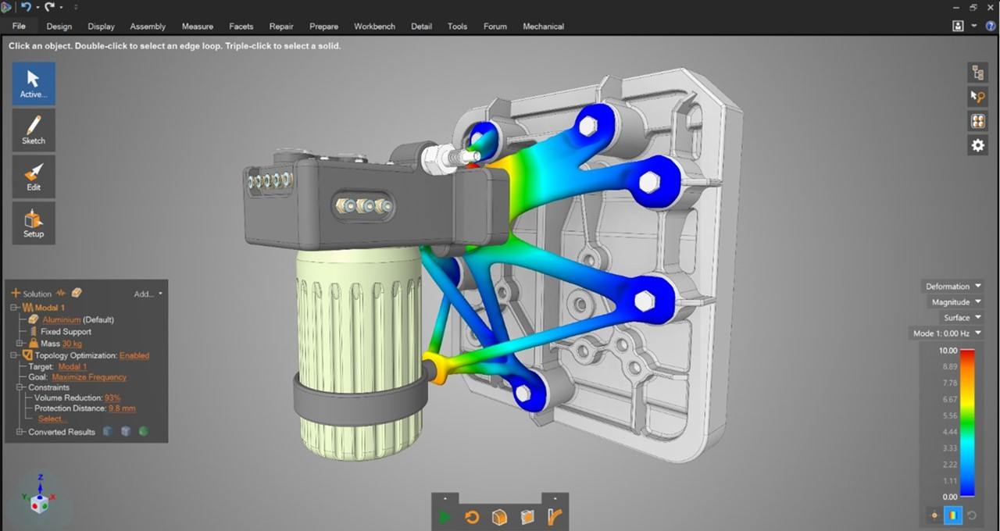 File Design Display Assembly Measure Facets Repair Prepare Workbench Detail Tools Forum Mechanical
Click an object. Double-click to select an edge loop. Triple-click to select a solid.
Active...
Sketch
Edit
Setup
Solution Add...
Modal 1
Aluminium (Default)
Fixed Support
Mass 30 kg
Topology Optimization: Enabled
Target: Modal 1
Goal: Maximize Frequency
Constraints
Volume Reduction: 93%
Protection Distance: 9.8 mm
Select...
Converted Results
Z
Y X
Deformation
Magnitude
Surface
Mode 1: 0.00 Hz
10.00
8.89
7.78
6.67
5.56
4.44
3.33
2.22
1.11
0.00